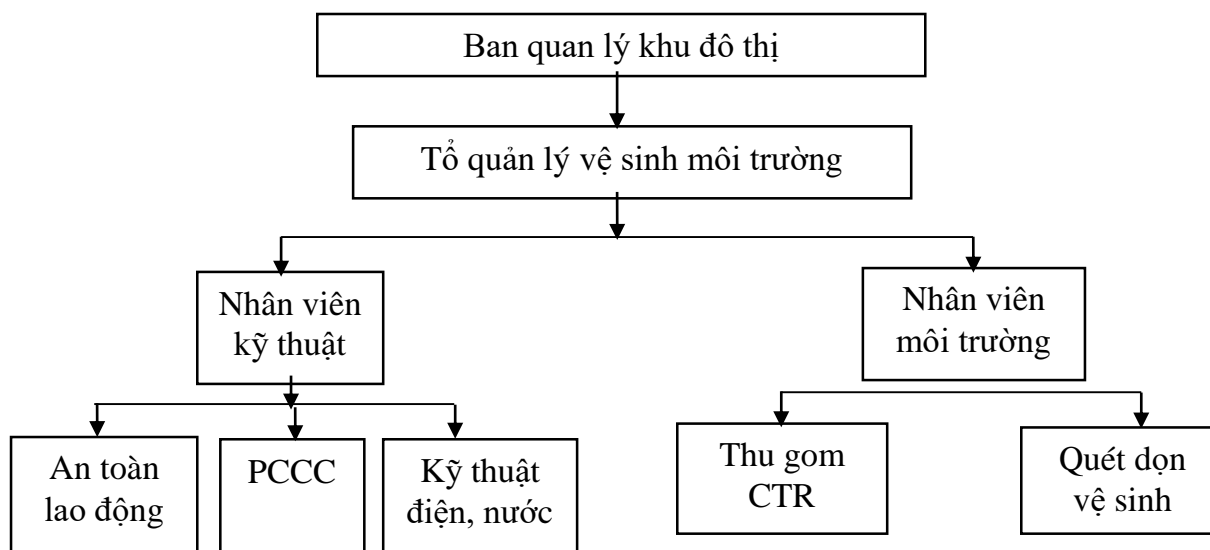 Ban quan lý khu đô thị
Tổ quản lý vệ sinh môi trường
Nhân viên
kỹ thuật
Nhân viên
môi trường
An toàn
lao động
PCCC
Kỹ thuật
điện, nước
Thu gom
CTR
Quét dọn
vệ sinh